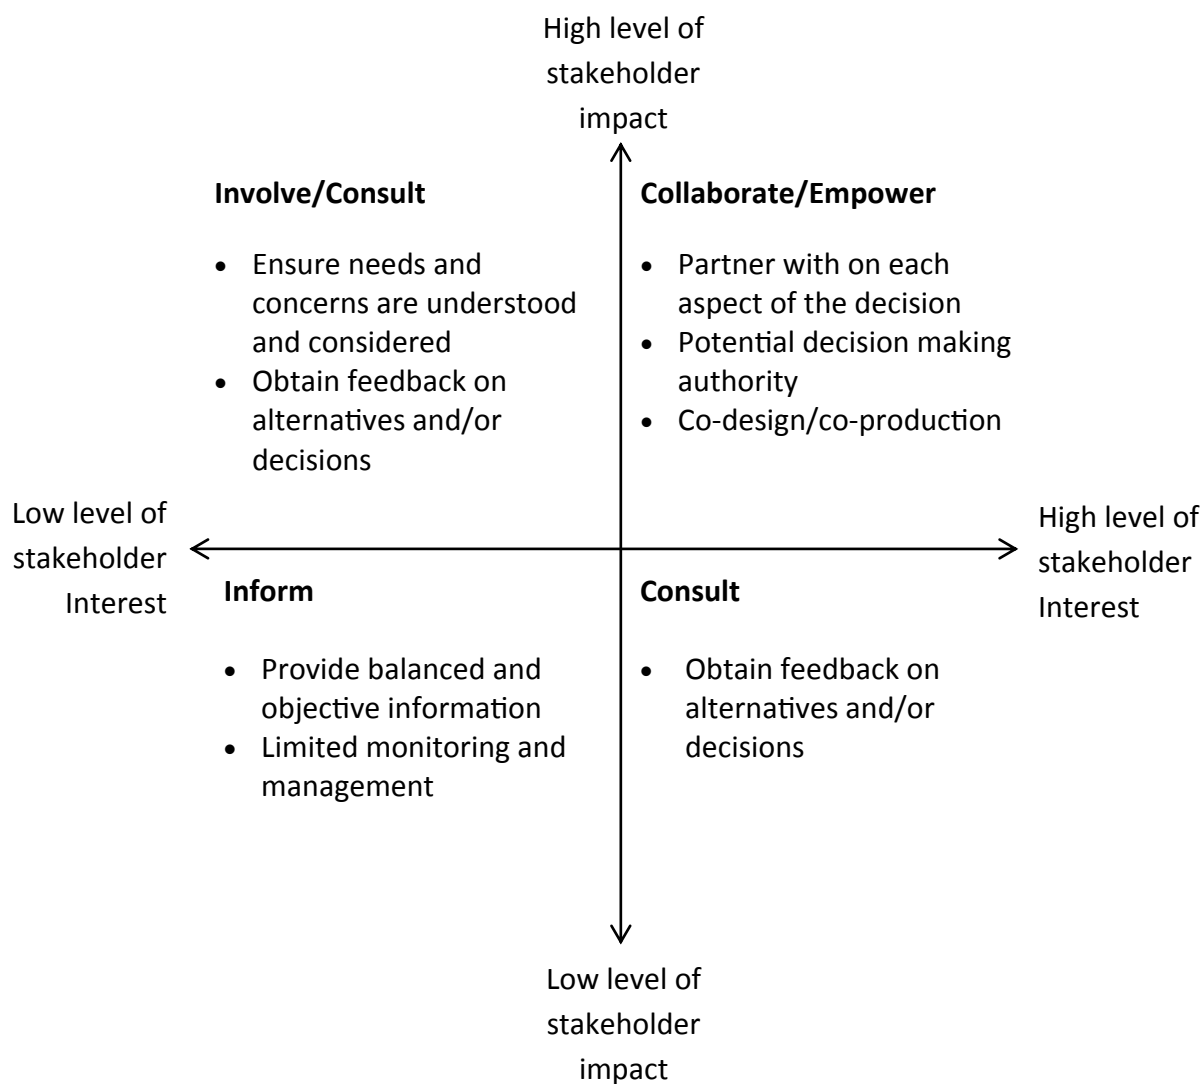 High level of
stakeholder
impact
Involve/Consult
• Ensure needs and
concerns are understood
and considered
• Obtain feedback on
alternatives and/or
decisions
Collaborate/Empower
• Partner with on each
aspect of the decision
• Potential decision making
authority
• Co-design/co-production
Low level of
stakeholder
Interest
High level of
stakeholder
Interest
Inform
• Provide balanced and
objective information
• Limited monitoring and
management
Consult
• Obtain feedback on
alternatives and/or
decisions
Low level of
stakeholder
impact